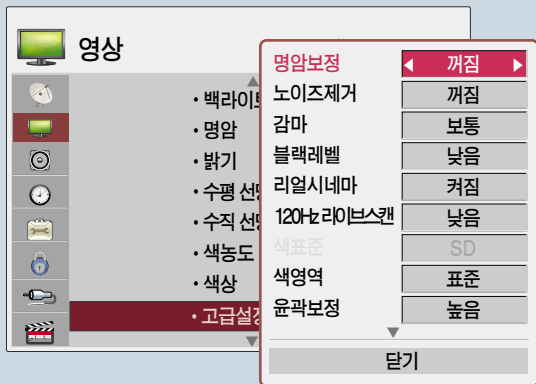 영상
백라이트
· 명암
· 밝기
· 수평 선
· 수직 선
· 색농도
· 색상
· 고급설
명암보정 꺼짐
노이즈제거 꺼짐
감마 보통
블랙레벨 낮음
리얼시네마 켜짐
120Hz 라이브스캔 낮음
색표준 SD
색영역 표준
윤곽보정 높음
닫기